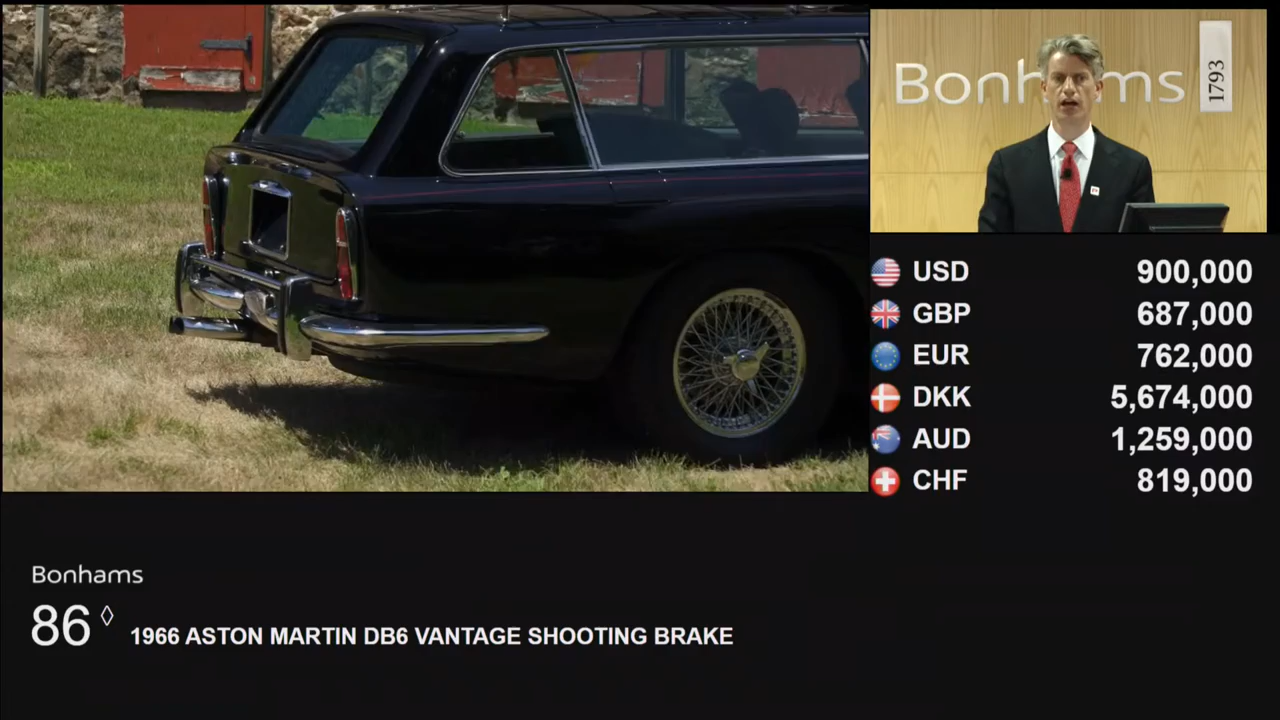 Bonhams 1793
USD 900,000
GBP 687,000
EUR 762,000
DKK 5,674,000
AUD 1,259,000
CHF 819,000
Bonhams
86 ◊ 1966 ASTON MARTIN DB6 VANTAGE SHOOTING BRAKE